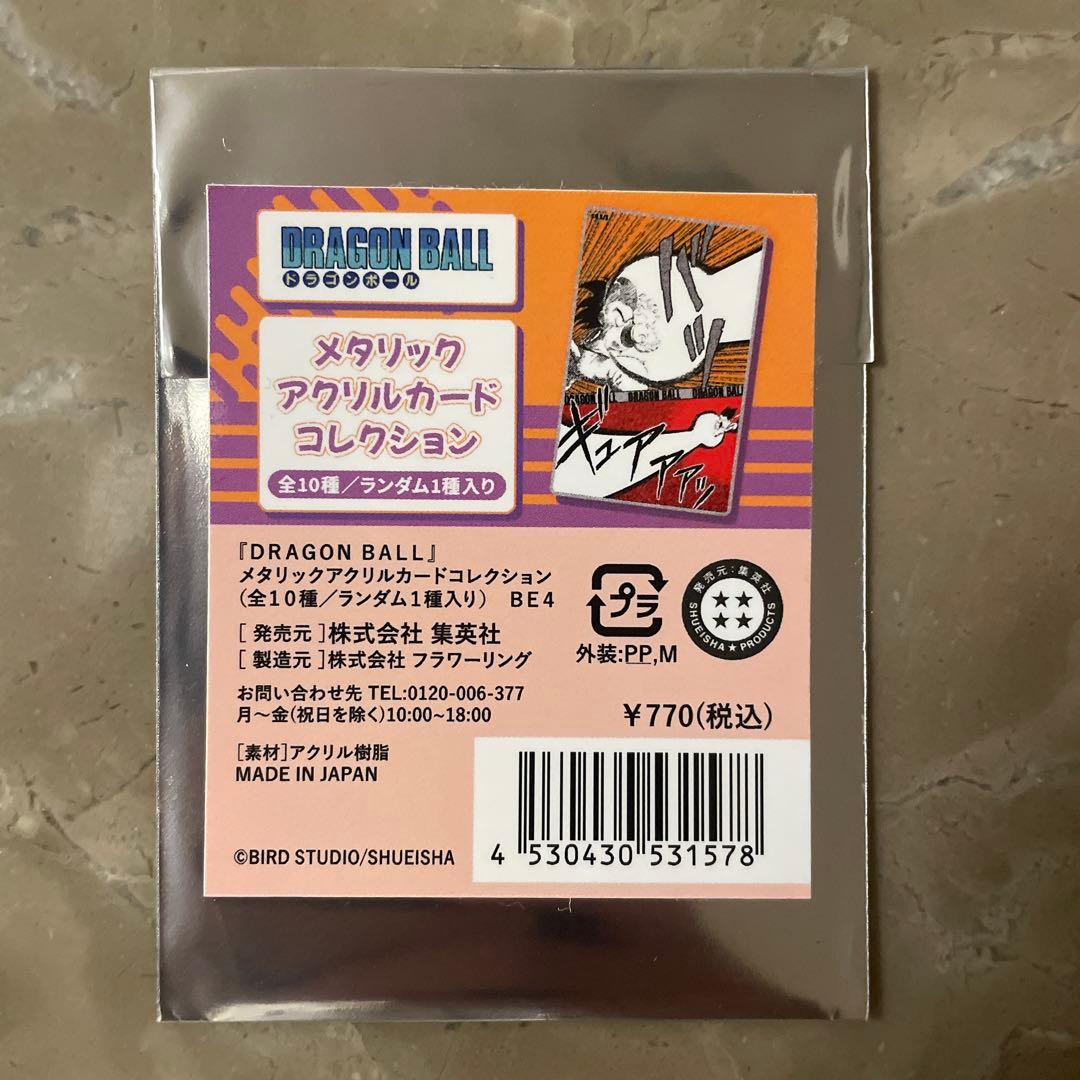 DRAGON BALL
ドラゴンボール
メタリック
アクリルカード
コレクション
全10種／ランダム1種入り
バッ
DRAGON BALL DRAGON BALL DRAGON BALL
ギュアアアッ
『DRAGON BALL』
メタリックアクリルカードコレクション
（全10種／ランダム1種入り） BE4
[ 発売元 ]株式会社 集英社
[ 製造元 ]株式会社 フラワーリング
お問い合わせ先 TEL:0120-006-377
月～金(祝日を除く)10:00~18:00
[素材]アクリル樹脂
MADE IN JAPAN
©BIRD STUDIO/SHUEISHA
プラ
外装:PP,M
発売元：集英社
SHUEISHA★PRODUCTS
￥770(税込)
4 530430 531578